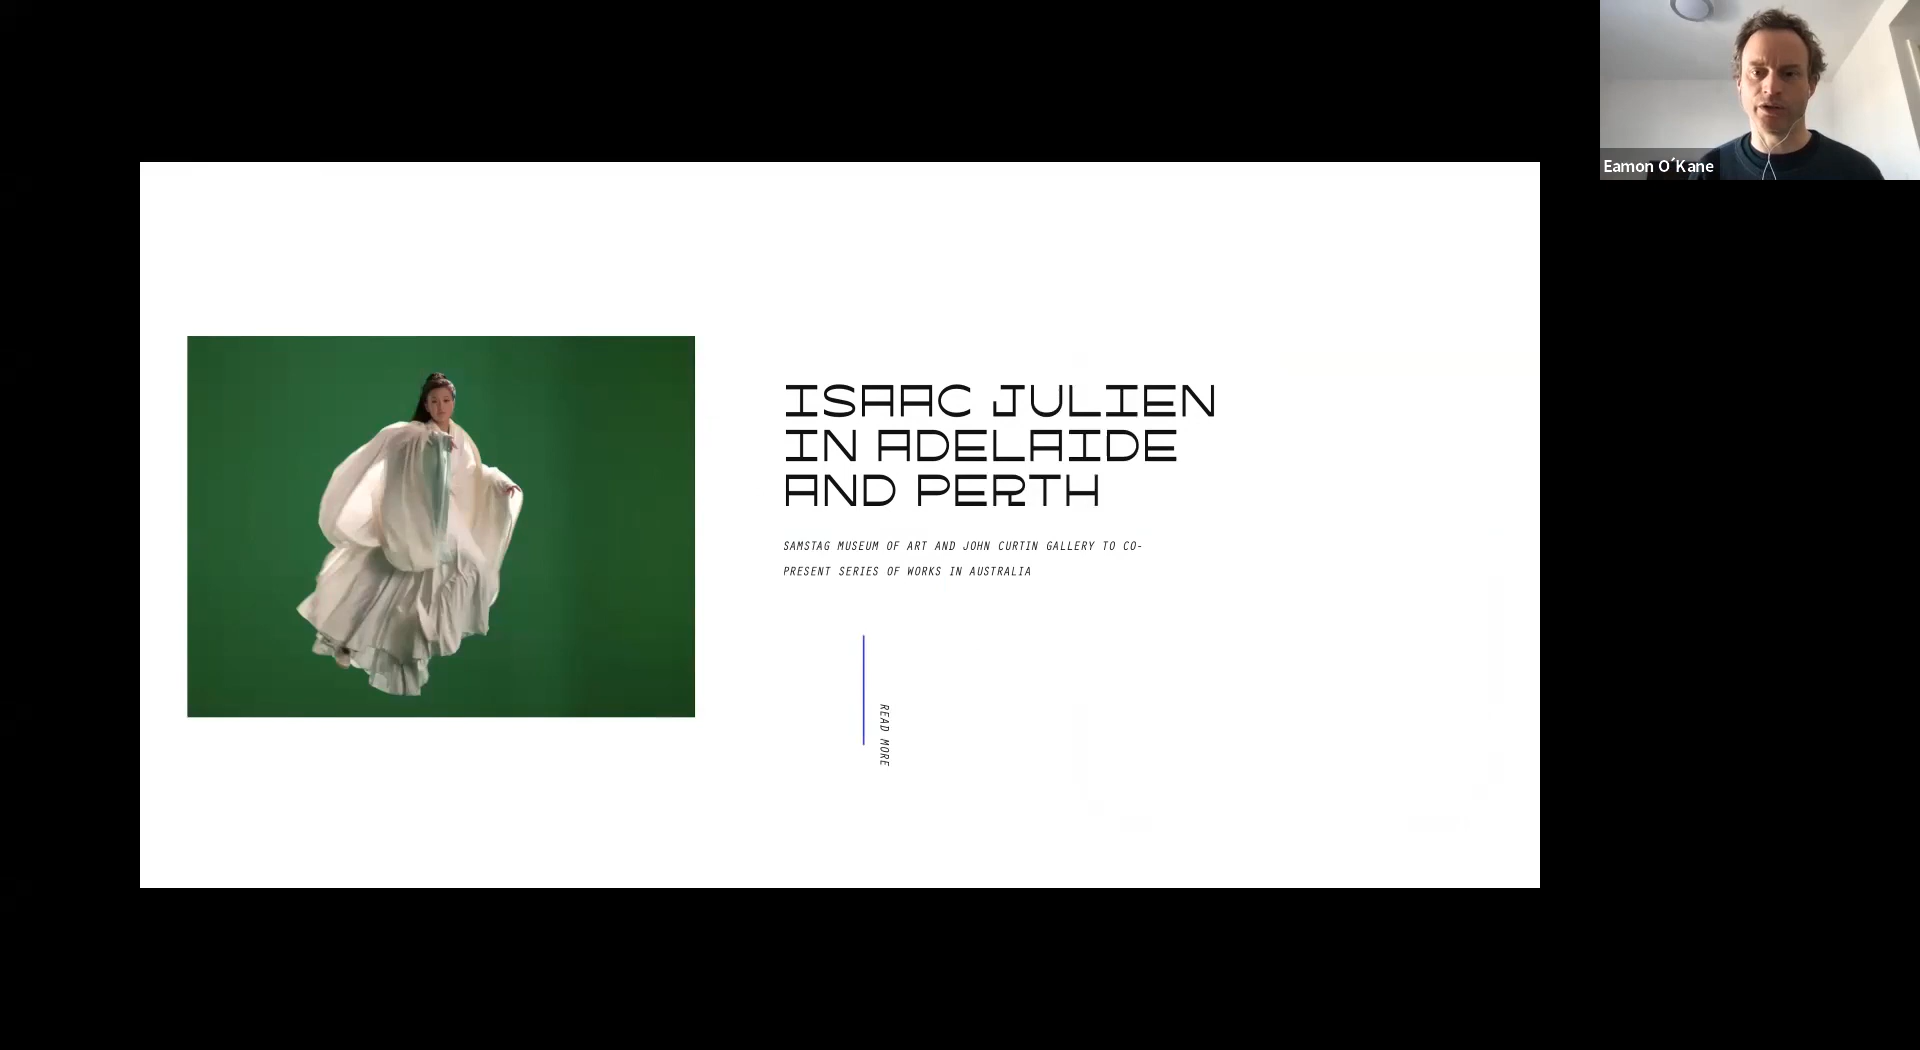 Eamon O´Kane
ISAAC JULIEN
IN ADELAIDE
AND PERTH
SAMSTAG MUSEUM OF ART AND JOHN CURTIN GALLERY TO CO-
PRESENT SERIES OF WORKS IN AUSTRALIA
READ MORE